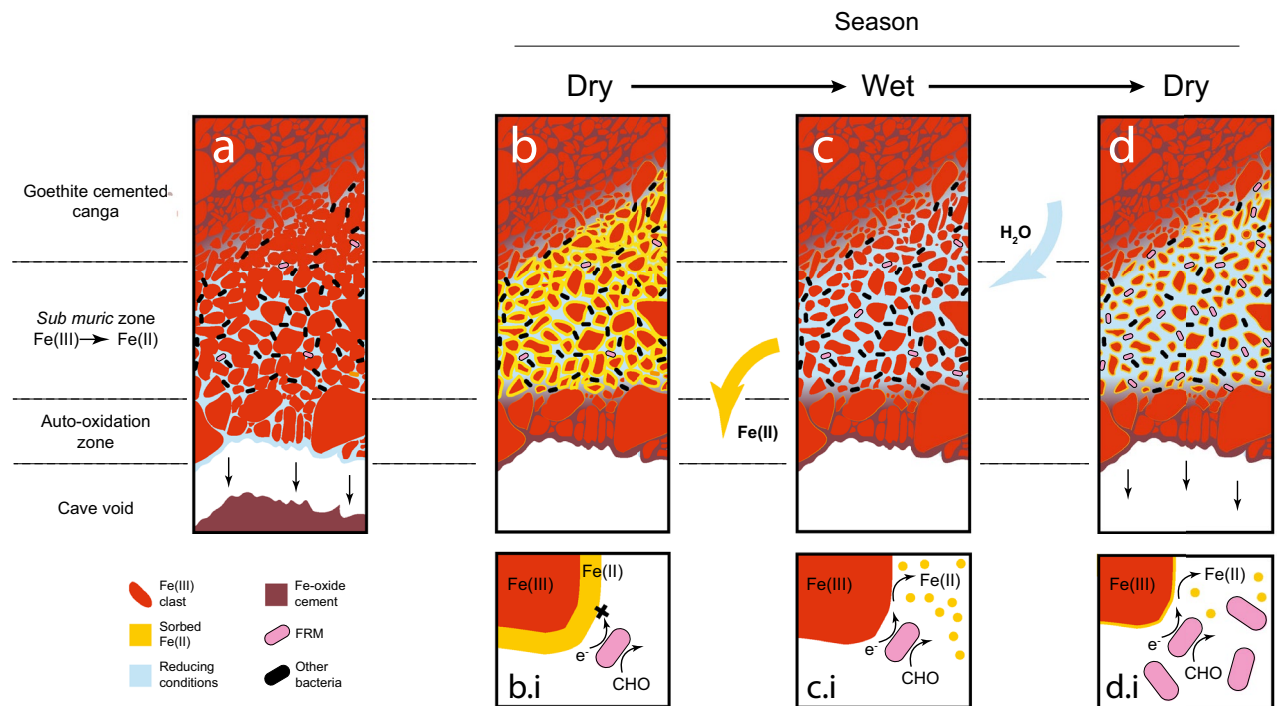 Season
Dry
Wet
Dry
a
b
c
d
Goethite cemented
canga
H2O
Sub muric zone
Fe(III) Fe(II)
Auto-oxidation
zone
Fe(II)
Cave void
Fe(III)
clast
Fe-oxide
cement
Sorbed
Fe(II)
FRM
Reducing
conditions
Other
bacteria
Fe(III)
Fe(II)
e-
CHO
b.i
Fe(III)
Fe(II)
e-
CHO
c.i
Fe(III)
Fe(II)
e-
CHO
d.i